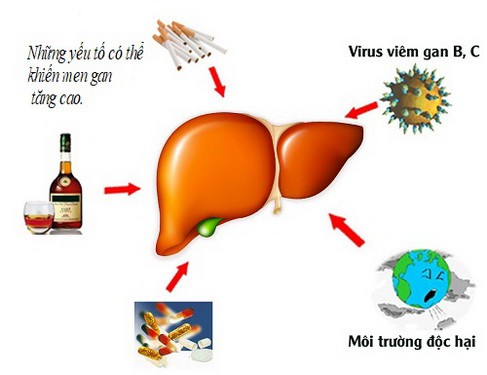 Những yếu tố có thể
khiến men gan
tăng cao.
Virus viêm gan B, C
Môi trường độc hại